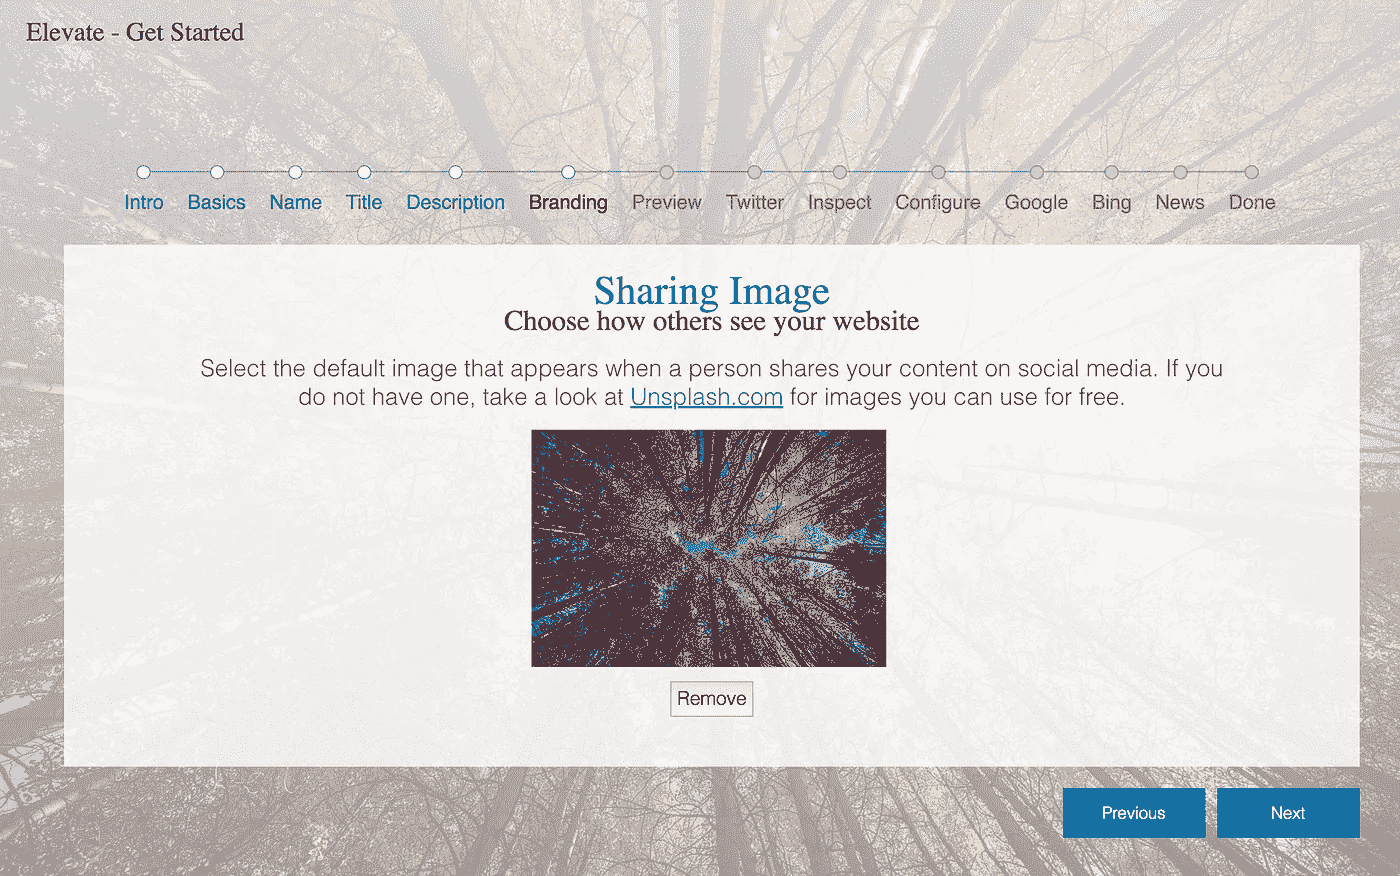 Elevate - Get Started
Intro Basics Name Title Description Branding Preview Twitter Inspect Configure Google Bing News Done
Sharing Image
Choose how others see your website
Select the default image that appears when a person shares your content on social media. If you
do not have one, take a look at Unsplash.com for images you can use for free.
Remove
Previous Next